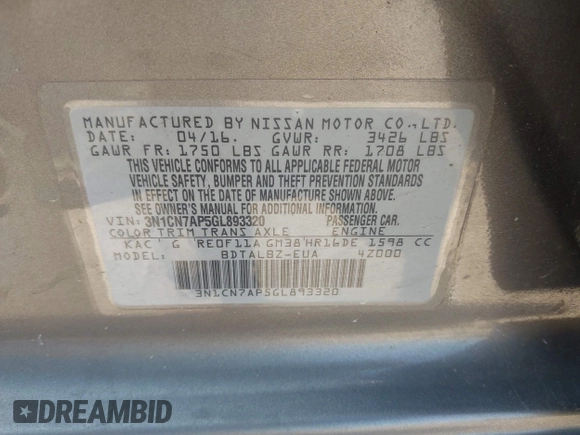 MANUFACTURED BY NISSAN MOTOR CO., LTD.
DATE: 04/16. GVWR: 3426 LBS
GAWR FR: 1750 LBS GAWR RR: 1708 LBS
THIS VEHICLE CONFORMS TO ALL APPLICABLE FEDERAL MOTOR
VEHICLE SAFETY, BUMPER AND THEFT PREVENTION STANDARDS
IN EFFECT ON THE DATE OF MANUFACTURE SHOWN ABOVE.
SEE OWNER'S MANUAL FOR ADDITIONAL INFORMATION
VIN: 3N1CN7AP5GL893320 PASSENGER CAR.
COLOR TRIM TRANS AXLE ENGINE
KAC G RE0F11A GM38 HR16DE 1598 CC
MODEL: BDTALBZ-EUA 4Z000
3N1CN7AP5GL893320
DREAMBID
DREAMBID.COM